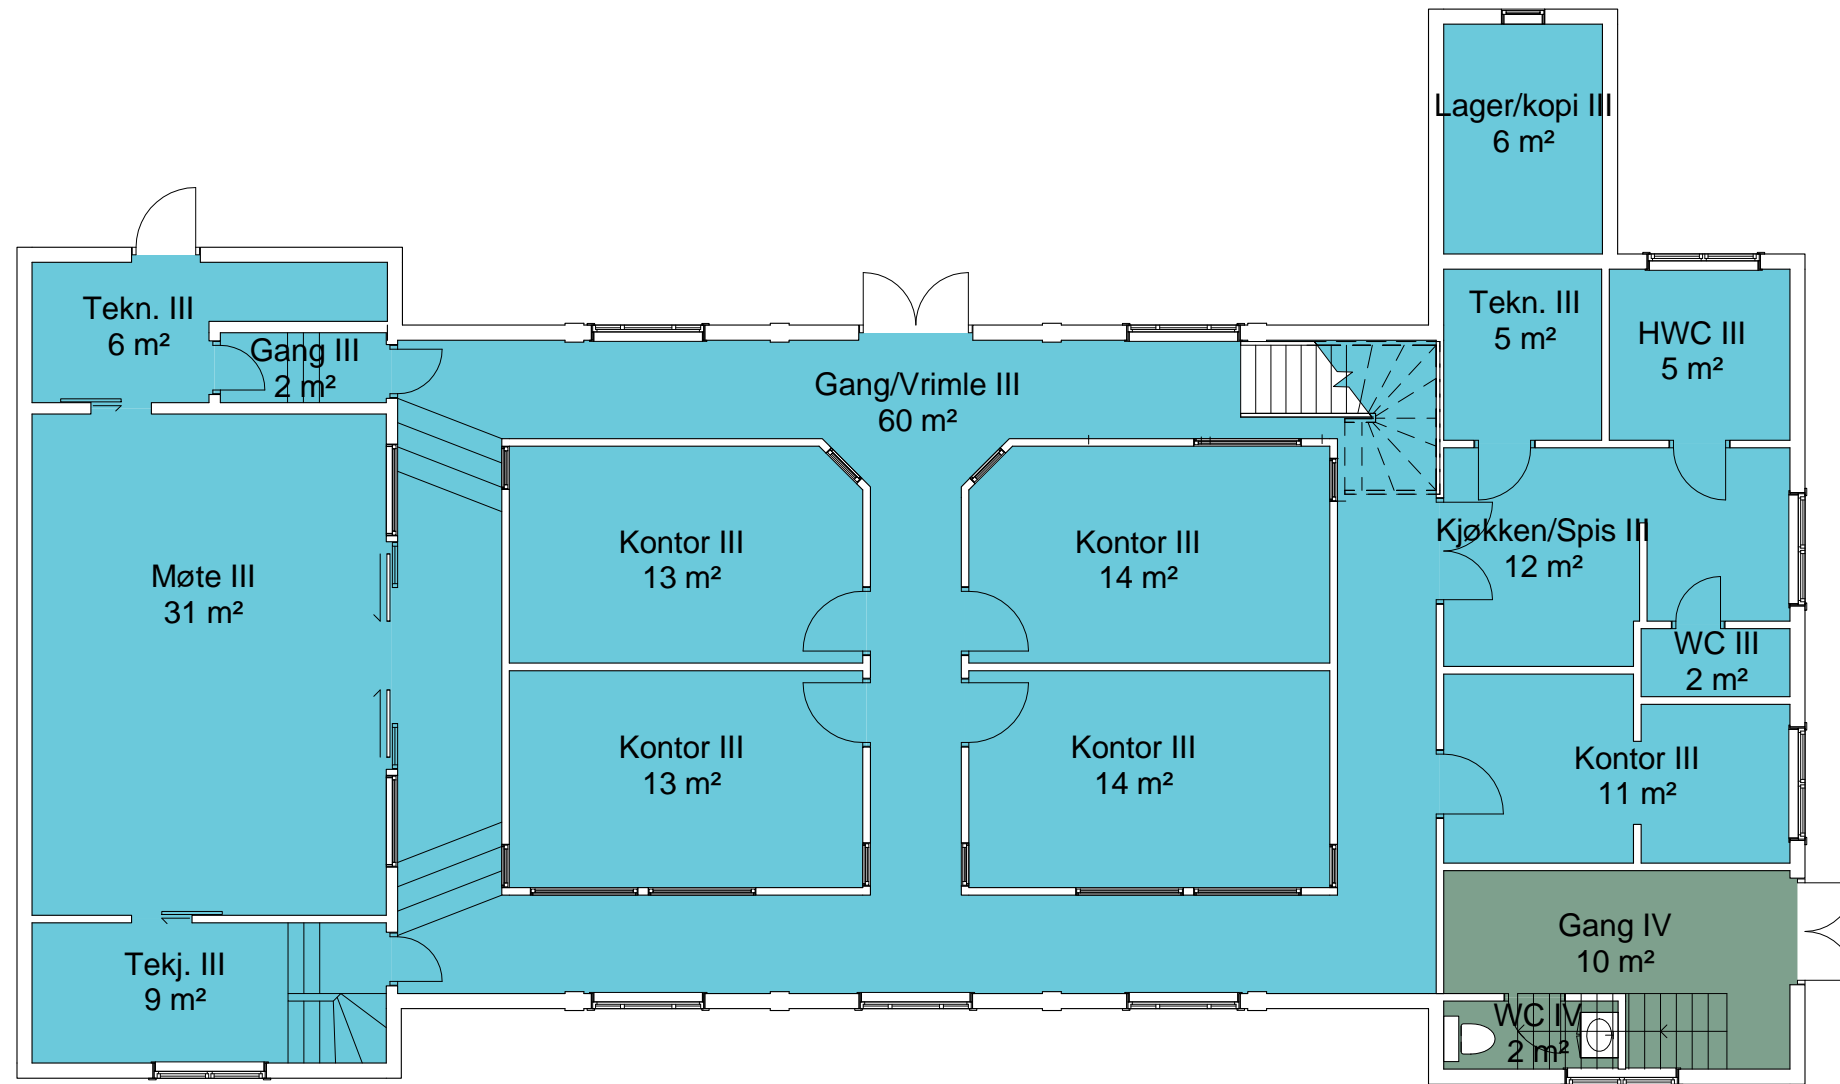 Lager/kopi III
6 m²
Tekn. III
6 m²
Gang III
2 m²
Gang/Vrimle III
60 m²
Tekn. III
5 m²
HWC III
5 m²
Kontor III
13 m²
Kontor III
14 m²
Kjøkken/Spis III
12 m²
Møte III
31 m²
WC III
2 m²
Kontor III
13 m²
Kontor III
14 m²
Kontor III
11 m²
Tekj. III
9 m²
Gang IV
10 m²
WC IV
2 m²